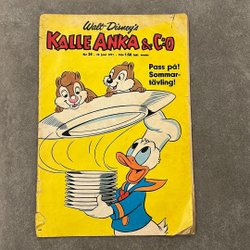 Walt Disney's
KALLE ANKA & C:O
Pass på!
Sommar-
tävling!